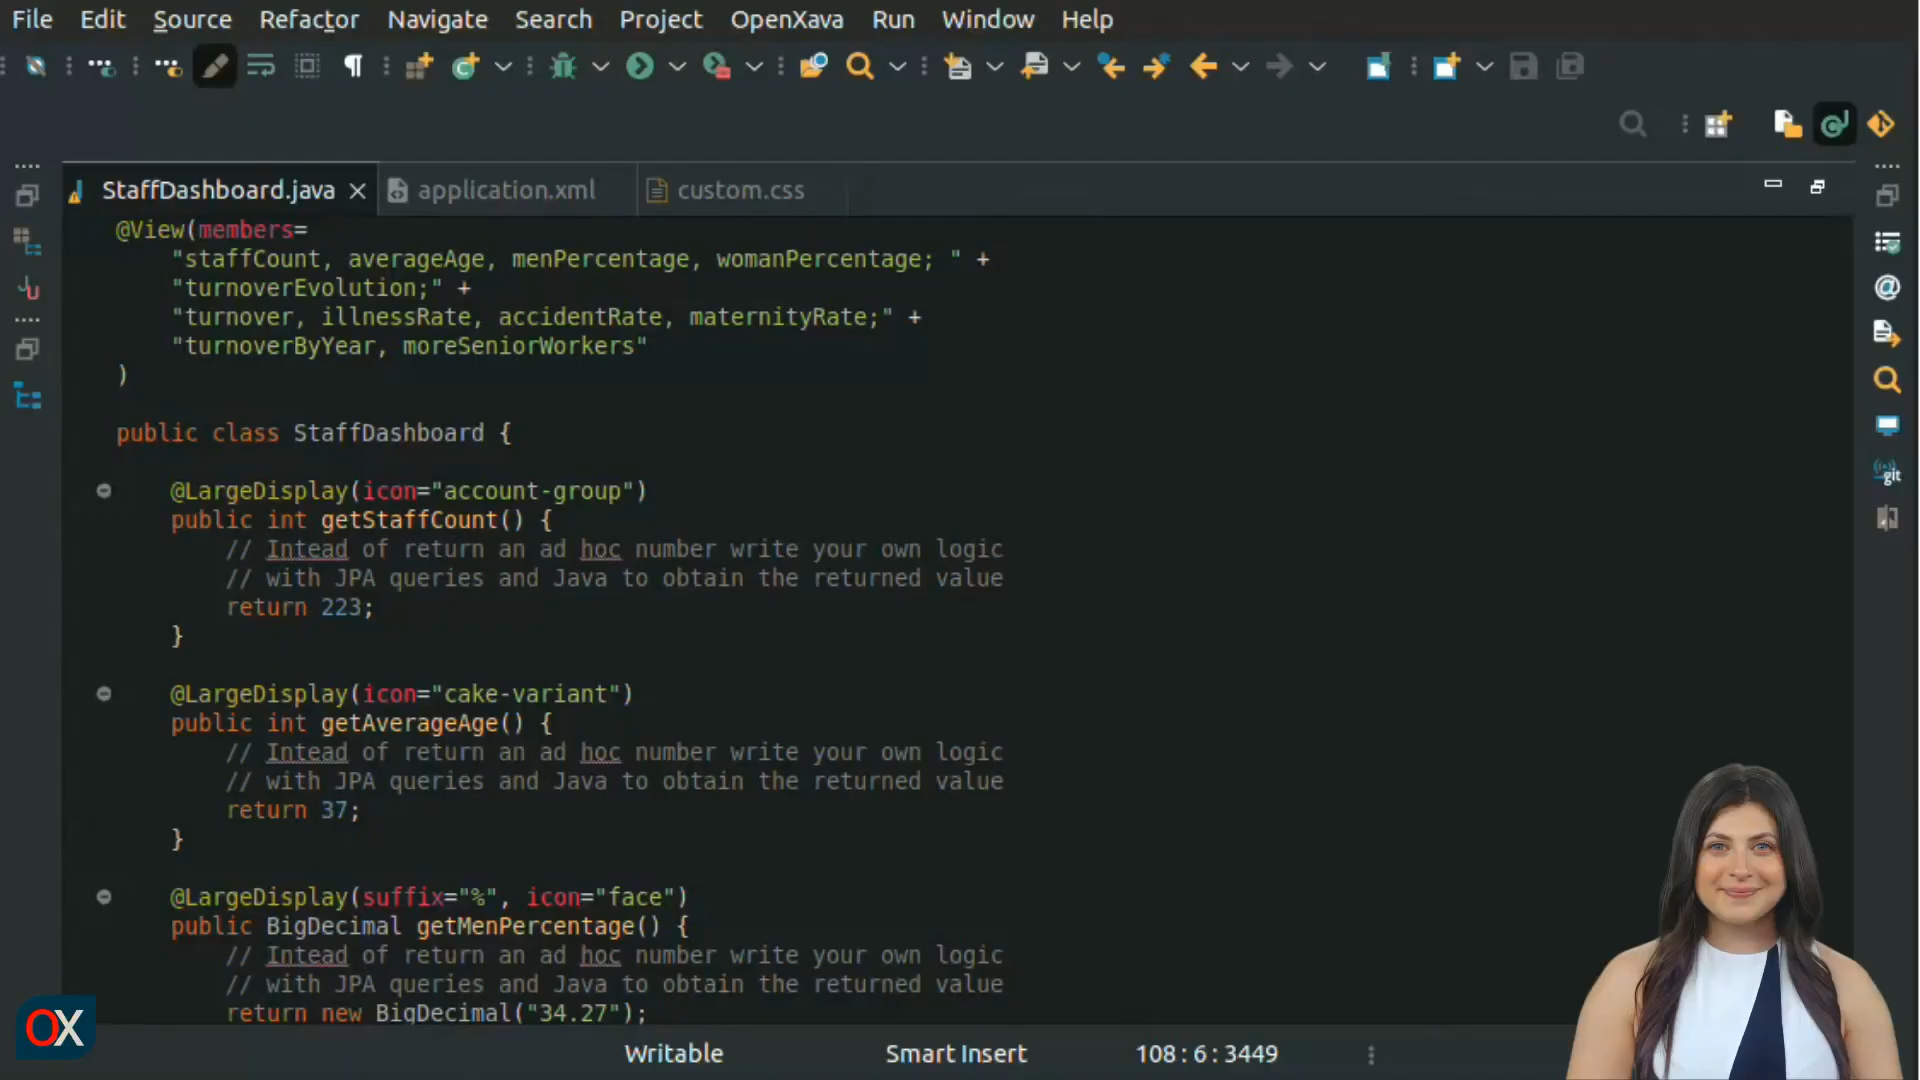 File Edit Source Refactor Navigate Search Project OpenXava Run Window Help
StaffDashboard.java application.xml custom.css
@View(members=
"staffCount, averageAge, menPercentage, womanPercentage; " +
"turnoverEvolution;" +
"turnover, illnessRate, accidentRate, maternityRate;" +
"turnoverByYear, moreSeniorWorkers"
)
public class StaffDashboard {
@LargeDisplay(icon="account-group")
public int getStaffCount() {
// Intead of return an ad hoc number write your own logic
// with JPA queries and Java to obtain the returned value
return 223;
}
@LargeDisplay(icon="cake-variant")
public int getAverageAge() {
// Intead of return an ad hoc number write your own logic
// with JPA queries and Java to obtain the returned value
return 37;
}
@LargeDisplay(suffix="%", icon="face")
public BigDecimal getMenPercentage() {
// Intead of return an ad hoc number write your own logic
// with JPA queries and Java to obtain the returned value
return new BigDecimal("34.27");
OX
Writable Smart Insert 108 : 6 : 3449
git